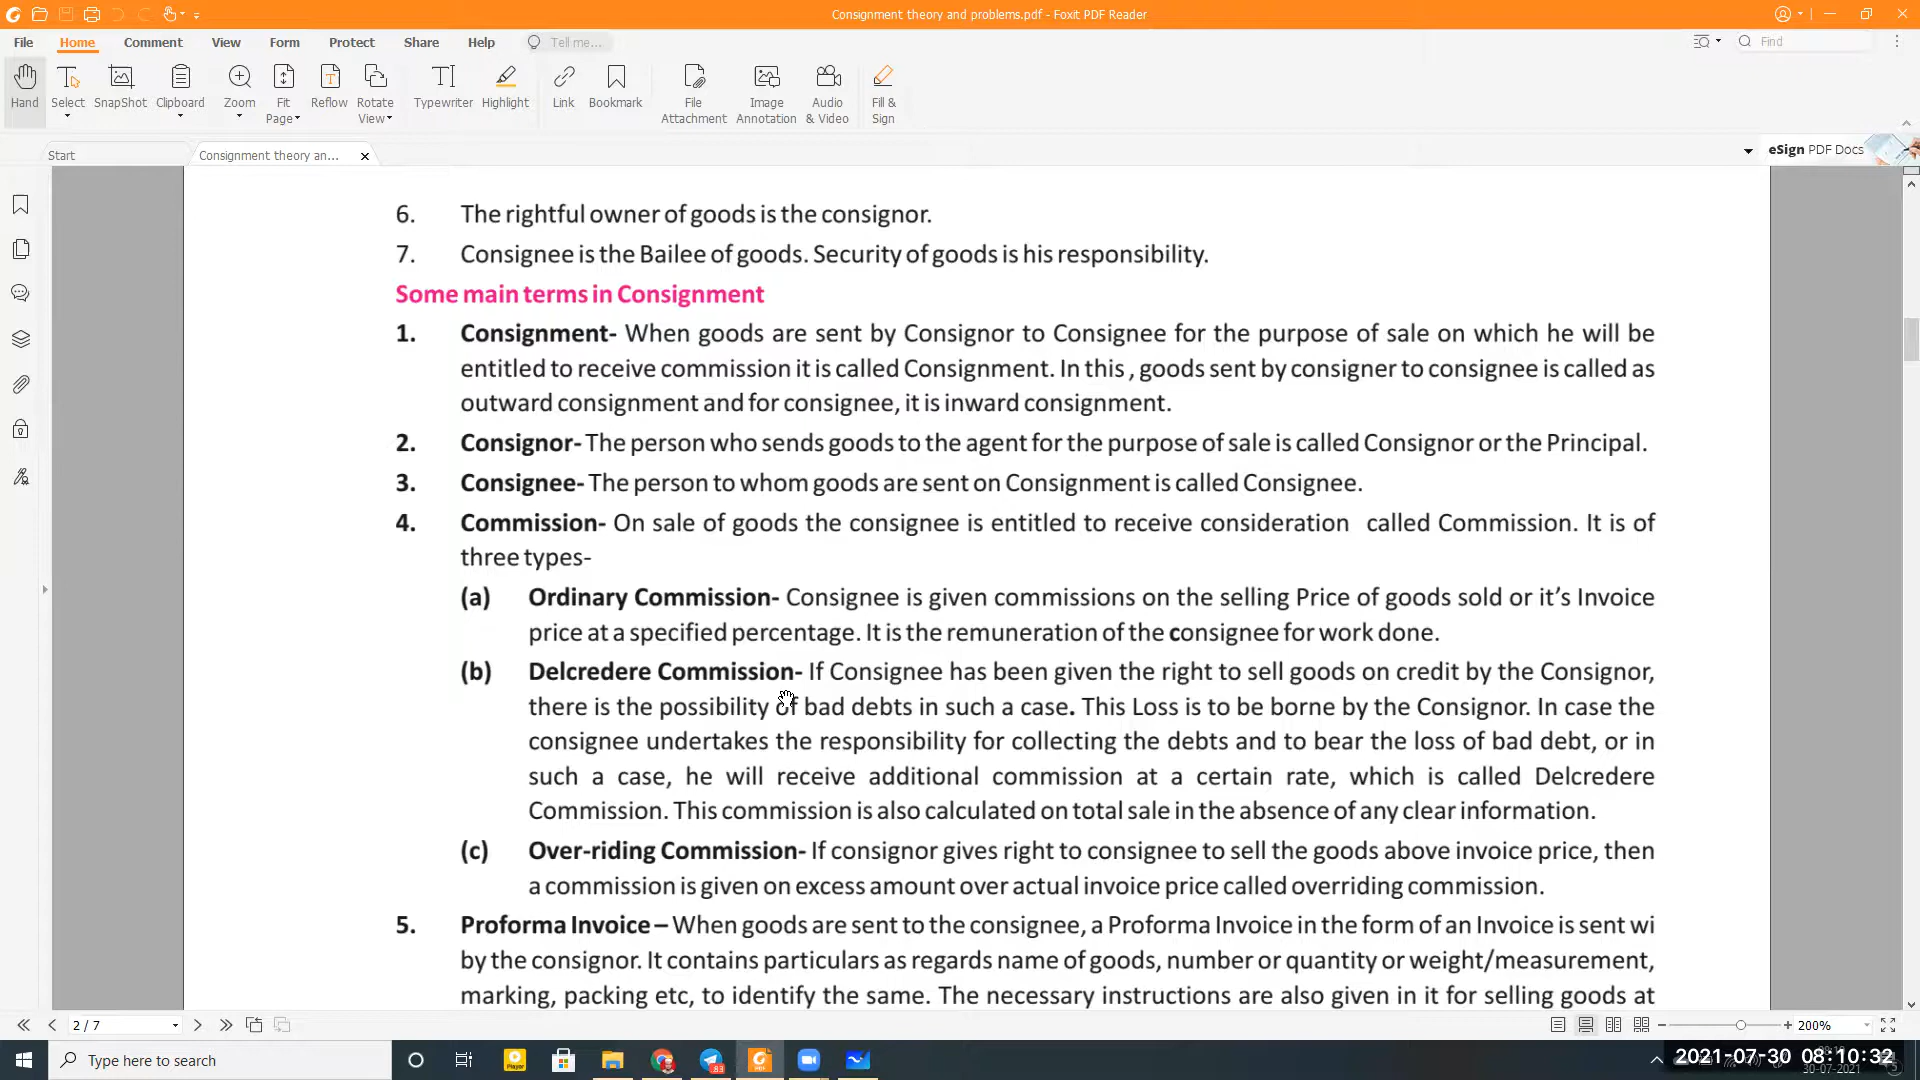 Consignment theory and problems.pdf - Foxit PDF Reader
File Home Comment View Form Protect Share Help Tell me... Find
Hand Select SnapShot Clipboard Zoom Fit Page Reflow Rotate View Typewriter Highlight Link Bookmark File Attachment Image Annotation Audio & Video Fill & Sign
Start Consignment theory an... eSign PDF Docs
6. The rightful owner of goods is the consignor.
7. Consignee is the Bailee of goods. Security of goods is his responsibility.
Some main terms in Consignment
1. Consignment- When goods are sent by Consignor to Consignee for the purpose of sale on which he will be
entitled to receive commission it is called Consignment. In this , goods sent by consigner to consignee is called as
outward consignment and for consignee, it is inward consignment.
2. Consignor- The person who sends goods to the agent for the purpose of sale is called Consignor or the Principal.
3. Consignee- The person to whom goods are sent on Consignment is called Consignee.
4. Commission- On sale of goods the consignee is entitled to receive consideration called Commission. It is of
three types-
(a) Ordinary Commission- Consignee is given commissions on the selling Price of goods sold or it's Invoice
price at a specified percentage. It is the remuneration of the consignee for work done.
(b) Delcredere Commission- If Consignee has been given the right to sell goods on credit by the Consignor,
there is the possibility of bad debts in such a case. This Loss is to be borne by the Consignor. In case the
consignee undertakes the responsibility for collecting the debts and to bear the loss of bad debt, or in
such a case, he will receive additional commission at a certain rate, which is called Delcredere
Commission. This commission is also calculated on total sale in the absence of any clear information.
(c) Over-riding Commission- If consignor gives right to consignee to sell the goods above invoice price, then
a commission is given on excess amount over actual invoice price called overriding commission.
5. Proforma Invoice – When goods are sent to the consignee, a Proforma Invoice in the form of an Invoice is sent wi
by the consignor. It contains particulars as regards name of goods, number or quantity or weight/measurement,
marking, packing etc, to identify the same. The necessary instructions are also given in it for selling goods at
2 / 7 200%
Type here to search Player 83 2021-07-30 08:10:32
30-07-2021